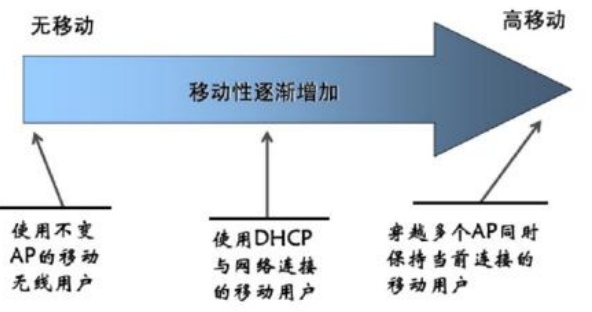 无移动
高移动
移动性逐渐增加
使用不变
AP的移动
无线用户
使用DHCP
与网络连接
的移动用户
穿越多个AP同时
保持当前连接的
移动用户